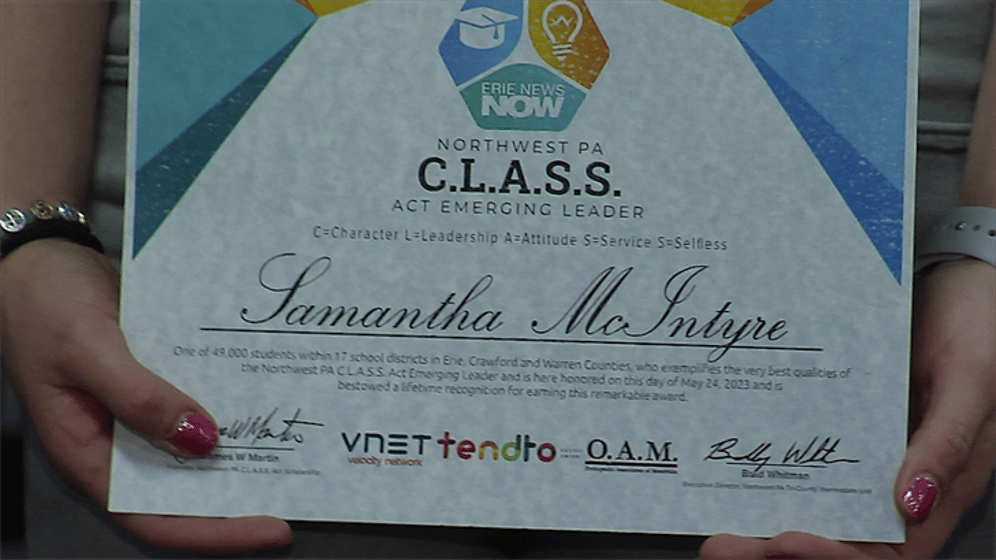 ERIE NEWS
NOW
NORTHWEST PA
C.L.A.S.S.
ACT EMERGING LEADER
C=Character L=Leadership A=Attitude S=Service S=Selfless
Samantha McIntyre
One of 49,000 students within 17 school districts in Erie, Crawford and Warren Counties, who exemplifies the very best qualities of
the Northwest PA C.L.A.S.S. Act Emerging Leader and is here honored on this day of May 24, 2023 and is
bestowed a lifetime recognition for earning this remarkable award.
W Martin
VNET tendto O.A.M.
velocity network
Budd Whitman